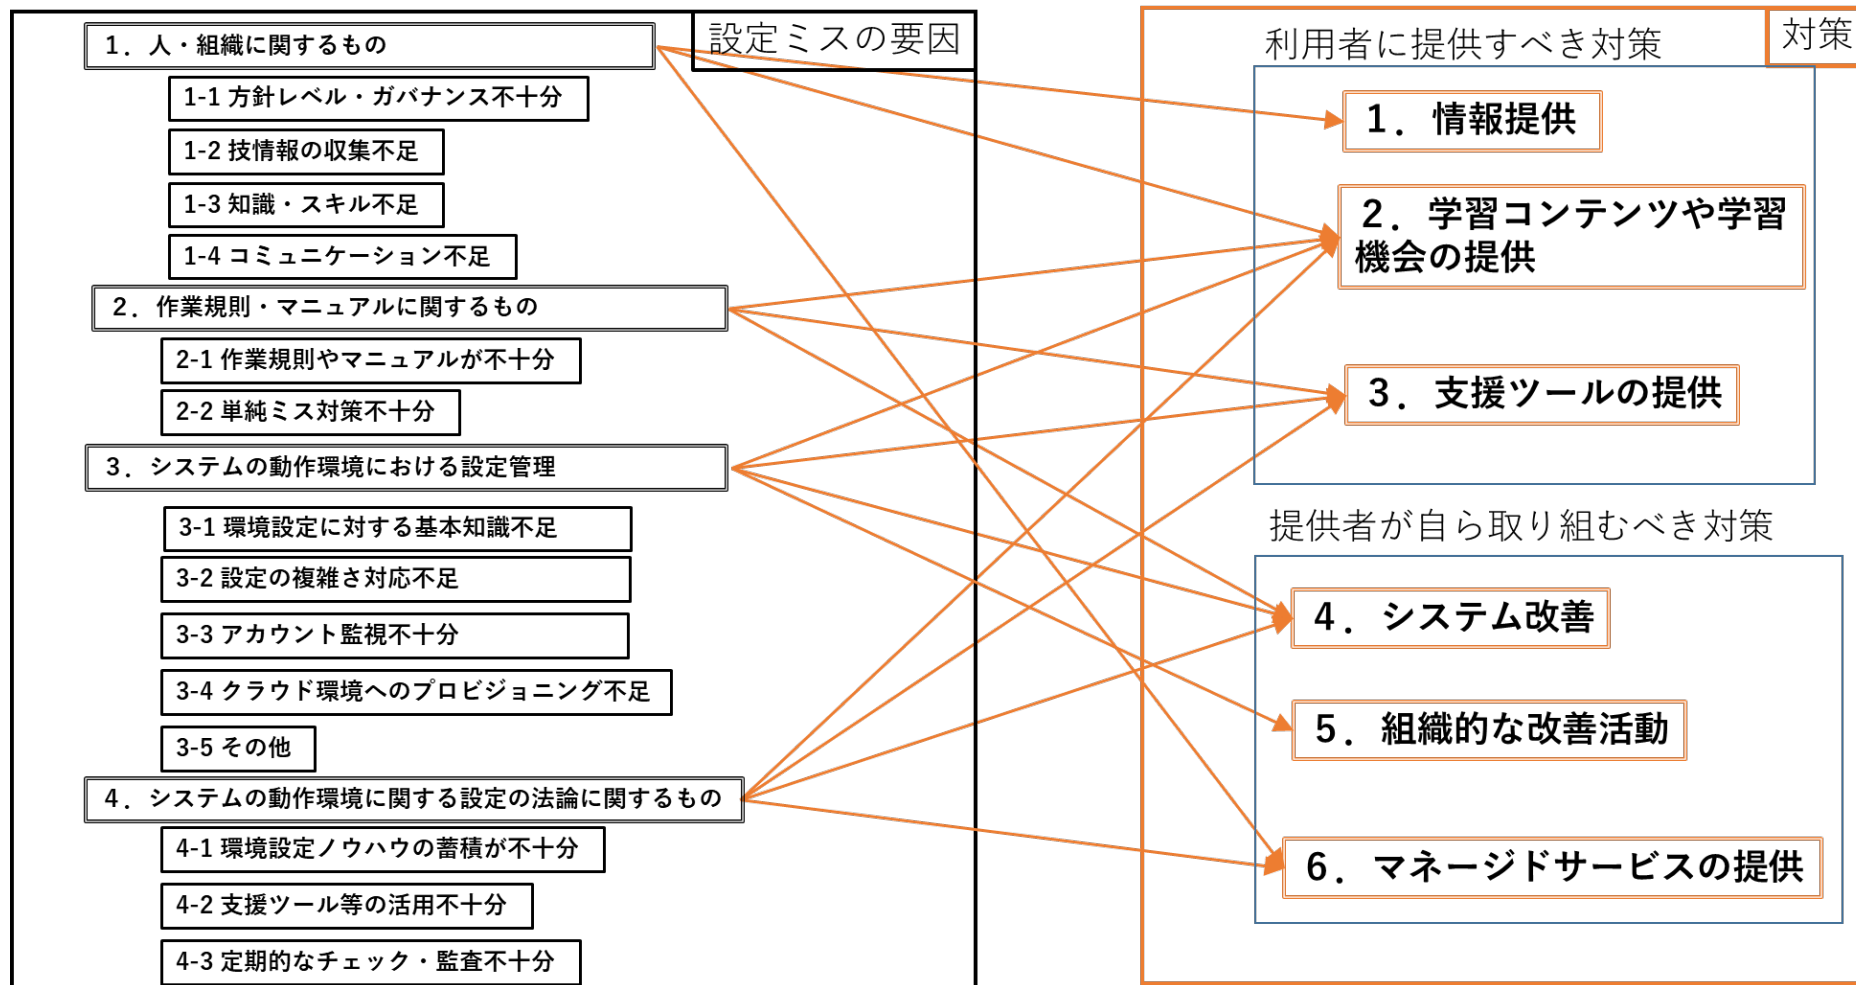 設定ミスの要因
1．人・組織に関するもの
1-1 方針レベル・ガバナンス不十分
1-2 技情報の収集不足
1-3 知識・スキル不足
1-4 コミュニケーション不足
2．作業規則・マニュアルに関するもの
2-1 作業規則やマニュアルが不十分
2-2 単純ミス対策不十分
3．システムの動作環境における設定管理
3-1 環境設定に対する基本知識不足
3-2 設定の複雑さ対応不足
3-3 アカウント監視不十分
3-4 クラウド環境へのプロビジョニング不足
3-5 その他
4．システムの動作環境に関する設定の法論に関するもの
4-1 環境設定ノウハウの蓄積が不十分
4-2 支援ツール等の活用不十分
4-3 定期的なチェック・監査不十分
対策
利用者に提供すべき対策
1．情報提供
2．学習コンテンツや学習
機会の提供
3．支援ツールの提供
提供者が自ら取り組むべき対策
4．システム改善
5．組織的な改善活動
6．マネージドサービスの提供